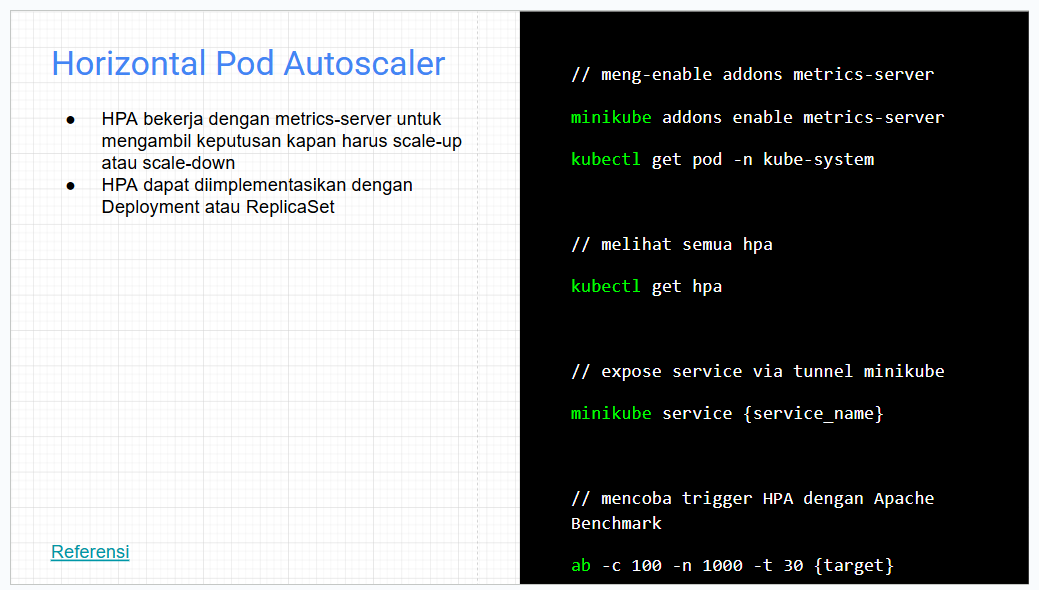 Horizontal Pod Autoscaler
● HPA bekerja dengan metrics-server untuk
mengambil keputusan kapan harus scale-up
atau scale-down
● HPA dapat diimplementasikan dengan
Deployment atau ReplicaSet
Referensi
// meng-enable addons metrics-server
minikube addons enable metrics-server
kubectl get pod -n kube-system
// melihat semua hpa
kubectl get hpa
// expose service via tunnel minikube
minikube service {service_name}
// mencoba trigger HPA dengan Apache
Benchmark
ab -c 100 -n 1000 -t 30 {target}